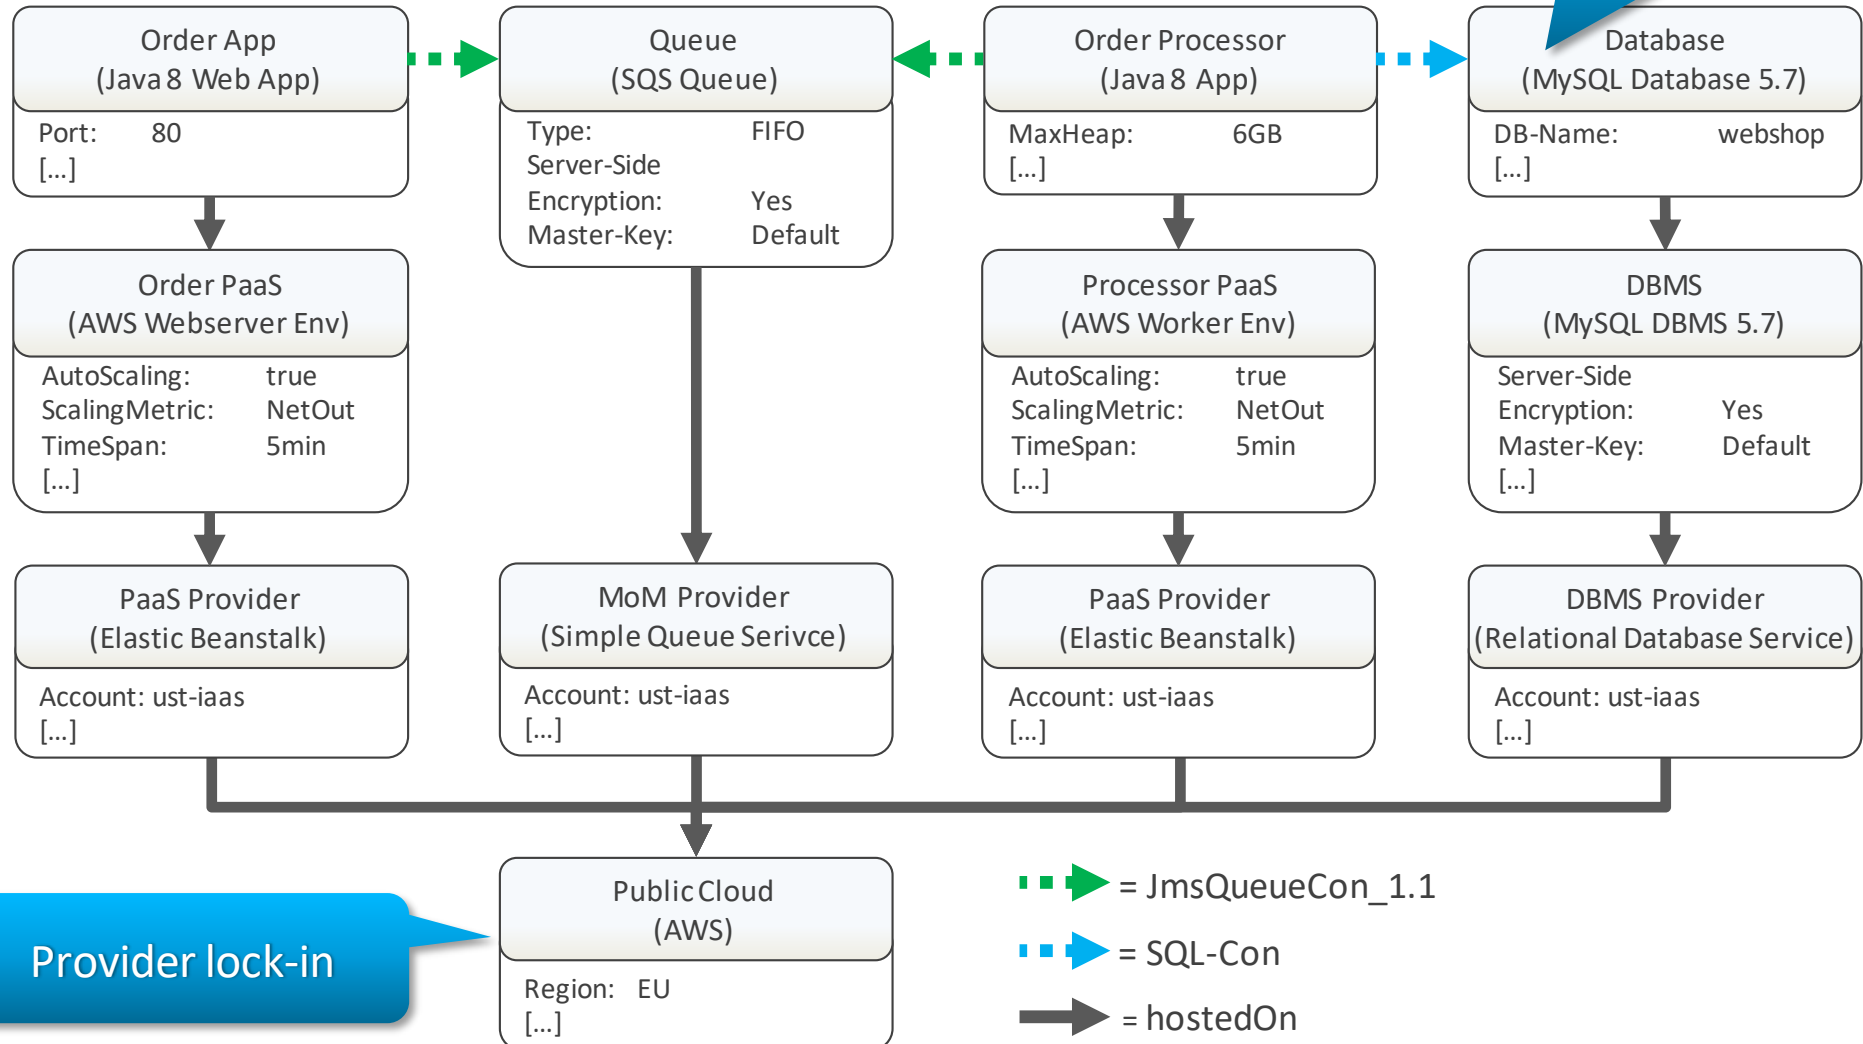 Order App
(Java 8 Web App)
Port: 80
[...]
Queue
(SQS Queue)
Type: FIFO
Server-Side
Encryption: Yes
Master-Key: Default
Order Processor
(Java 8 App)
MaxHeap: 6GB
[...]
Database
(MySQL Database 5.7)
DB-Name: webshop
[...]
Order PaaS
(AWS Webserver Env)
AutoScaling: true
ScalingMetric: NetOut
TimeSpan: 5min
[...]
Processor PaaS
(AWS Worker Env)
AutoScaling: true
ScalingMetric: NetOut
TimeSpan: 5min
[...]
DBMS
(MySQL DBMS 5.7)
Server-Side
Encryption: Yes
Master-Key: Default
[...]
PaaS Provider
(Elastic Beanstalk)
Account: ust-iaas
[...]
MoM Provider
(Simple Queue Serivce)
Account: ust-iaas
[...]
PaaS Provider
(Elastic Beanstalk)
Account: ust-iaas
[...]
DBMS Provider
(Relational Database Service)
Account: ust-iaas
[...]
Provider lock-in
Public Cloud
(AWS)
Region: EU
[...]
= JmsQueueCon_1.1
= SQL-Con
= hostedOn